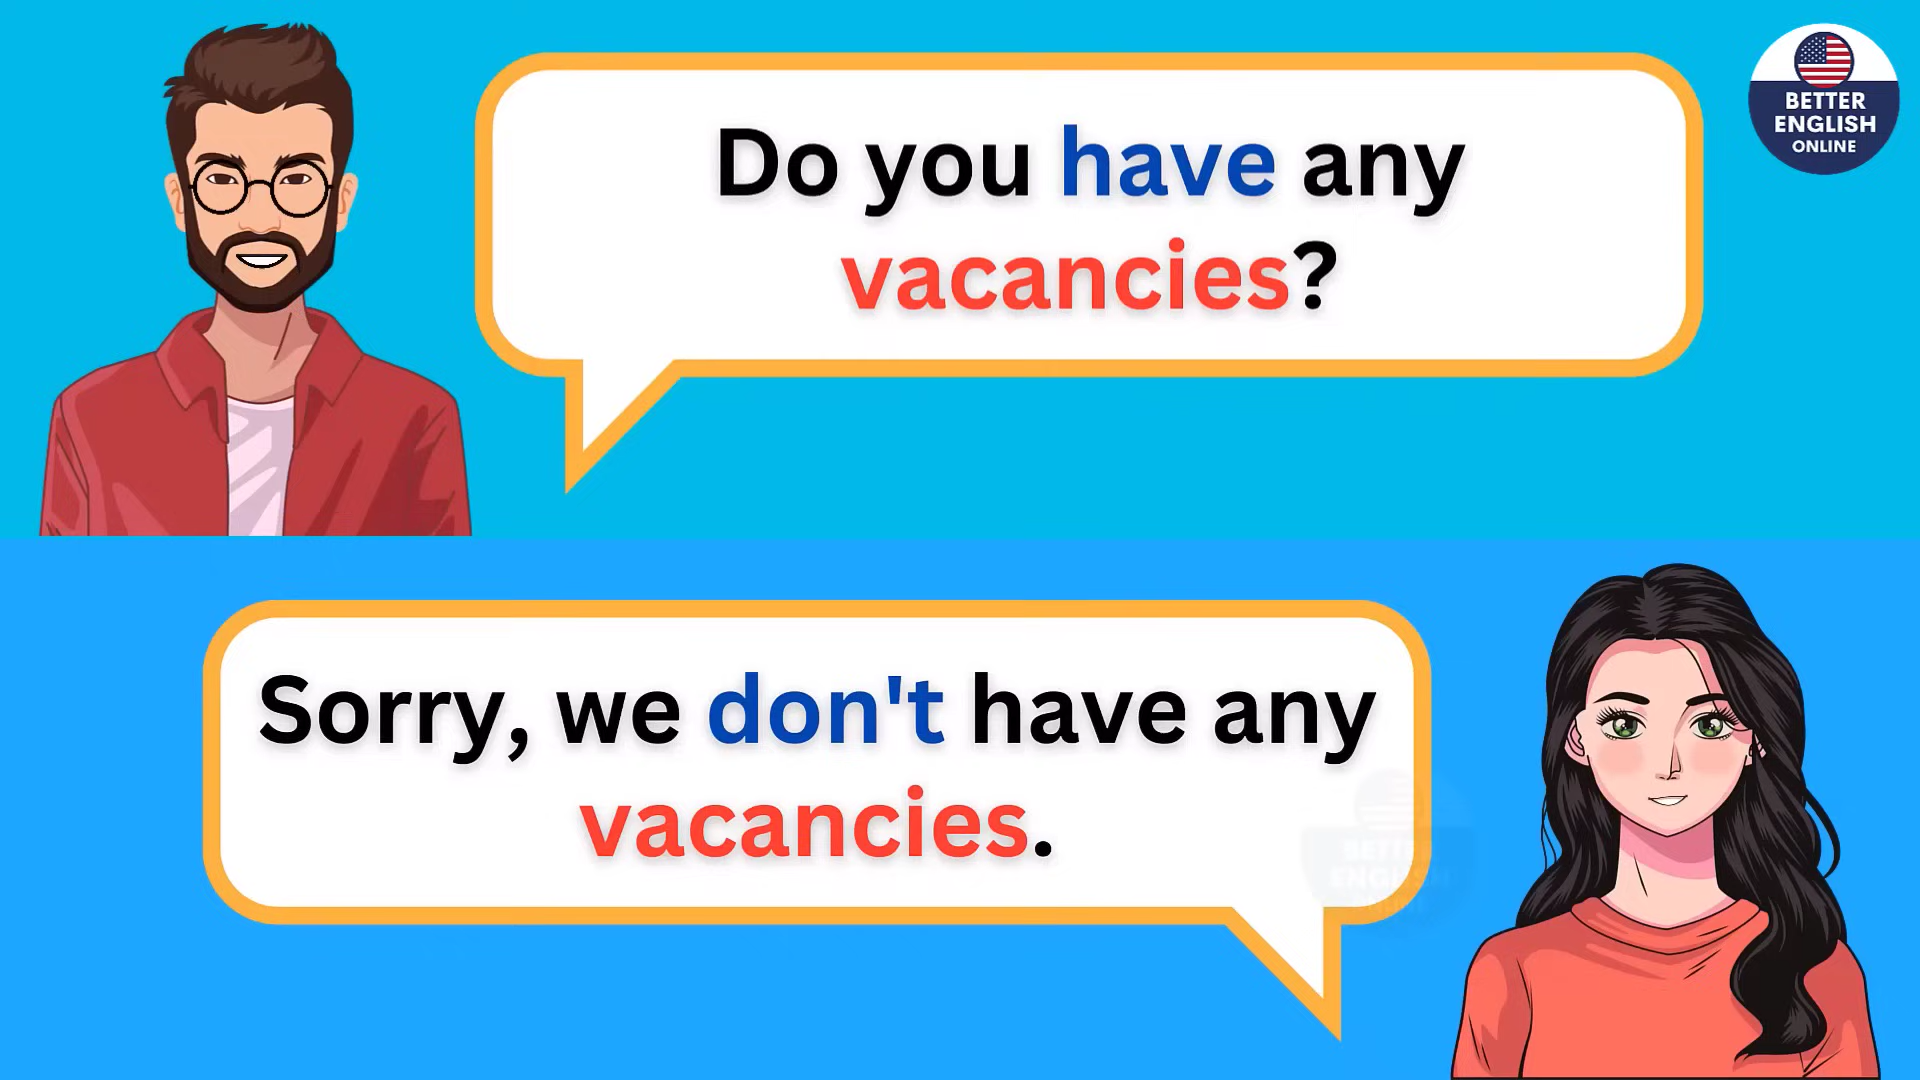 Do you have any
vacancies?
BETTER
ENGLISH
ONLINE
Sorry, we don't have any
vacancies.